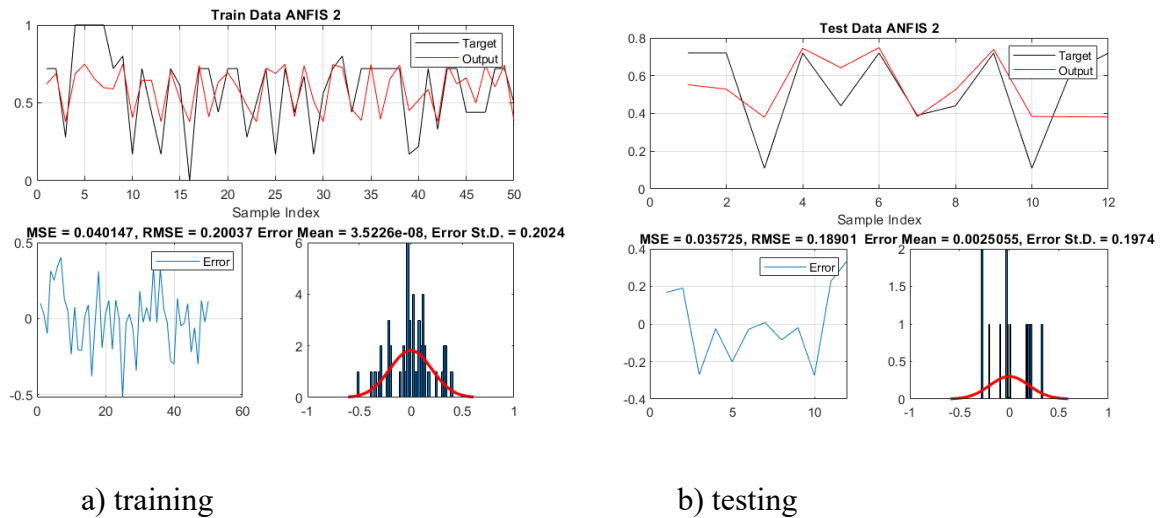 Train Data ANFIS 2
1
0.5
0
Target
Output
0 5 10 15 20 25 30 35 40 45 50
Sample Index
MSE = 0.040147, RMSE = 0.20037 Error Mean = 3.5226e-08, Error St.D. = 0.2024
0.5
0
-0.5
Error
0 20 40 60
6
4
2
0
-1 -0.5 0 0.5 1
a) training
Test Data ANFIS 2
0.8
0.6
0.4
0.2
0
Target
Output
0 2 4 6 8 10 12
Sample Index
MSE = 0.035725, RMSE = 0.18901 Error Mean = 0.0025055, Error St.D. = 0.1974
0.4
0.2
0
-0.2
-0.4
Error
0 5 10
2
1.5
1
0.5
0
-1 -0.5 0 0.5 1
b) testing